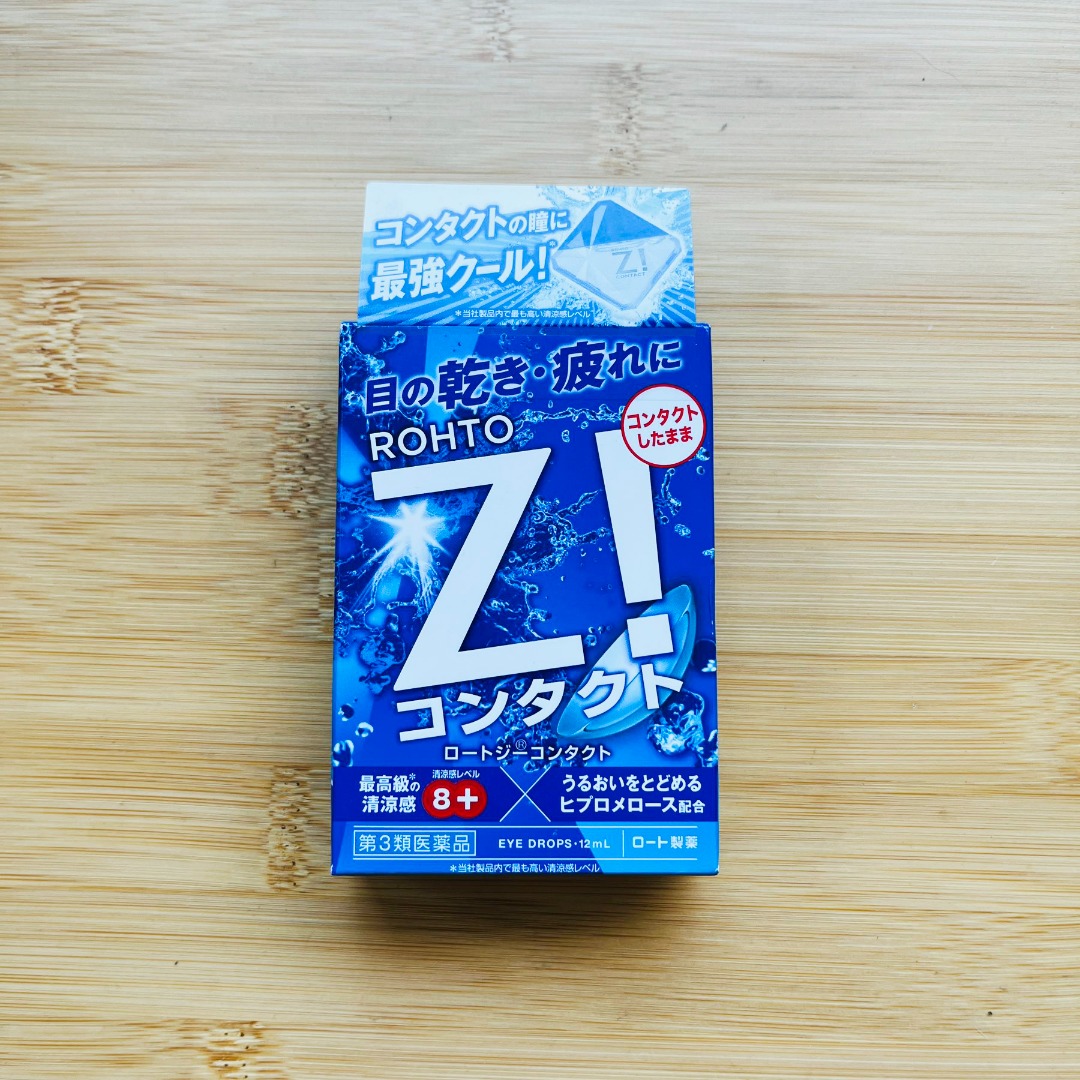 コンタクトの瞳に
最強クール!*
Z!
CONTACT
*当社製品内で最も高い清涼感レベル
目の乾き・疲れに
ROHTO
コンタクト
したまま
Z!
コンタクト
ロートジー®コンタクト
最高級*の
清涼感
清涼感レベル
8+
うるおいをとどめる
ヒプロメロース配合
第3類医薬品
EYE DROPS・12mL
ロート製薬
*当社製品内で最も高い清涼感レベル